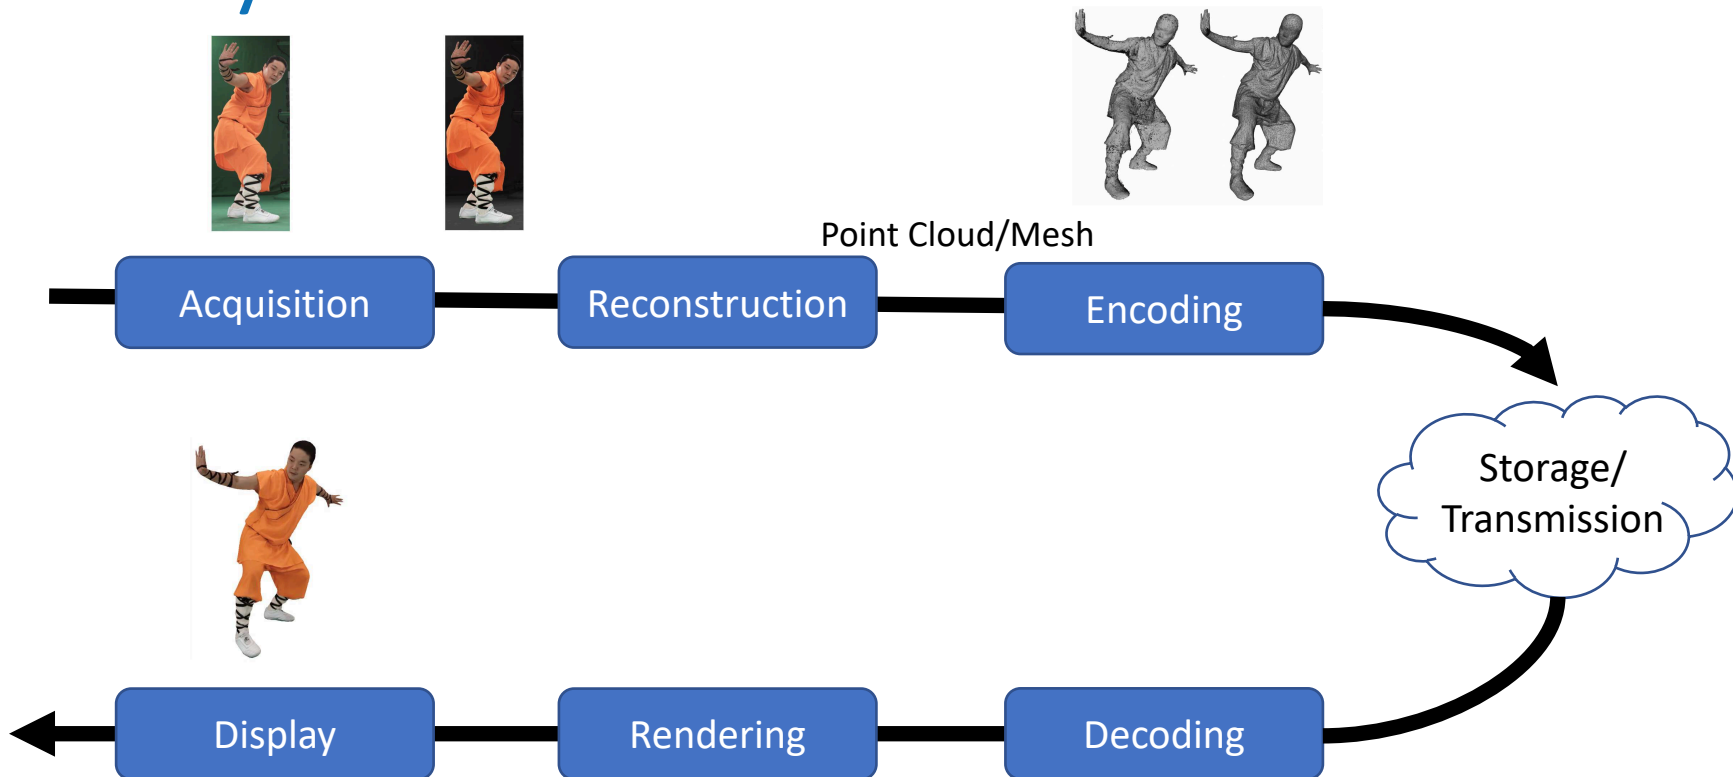 Point Cloud/Mesh
Acquisition
Reconstruction
Encoding
Storage/
Transmission
Display
Rendering
Decoding